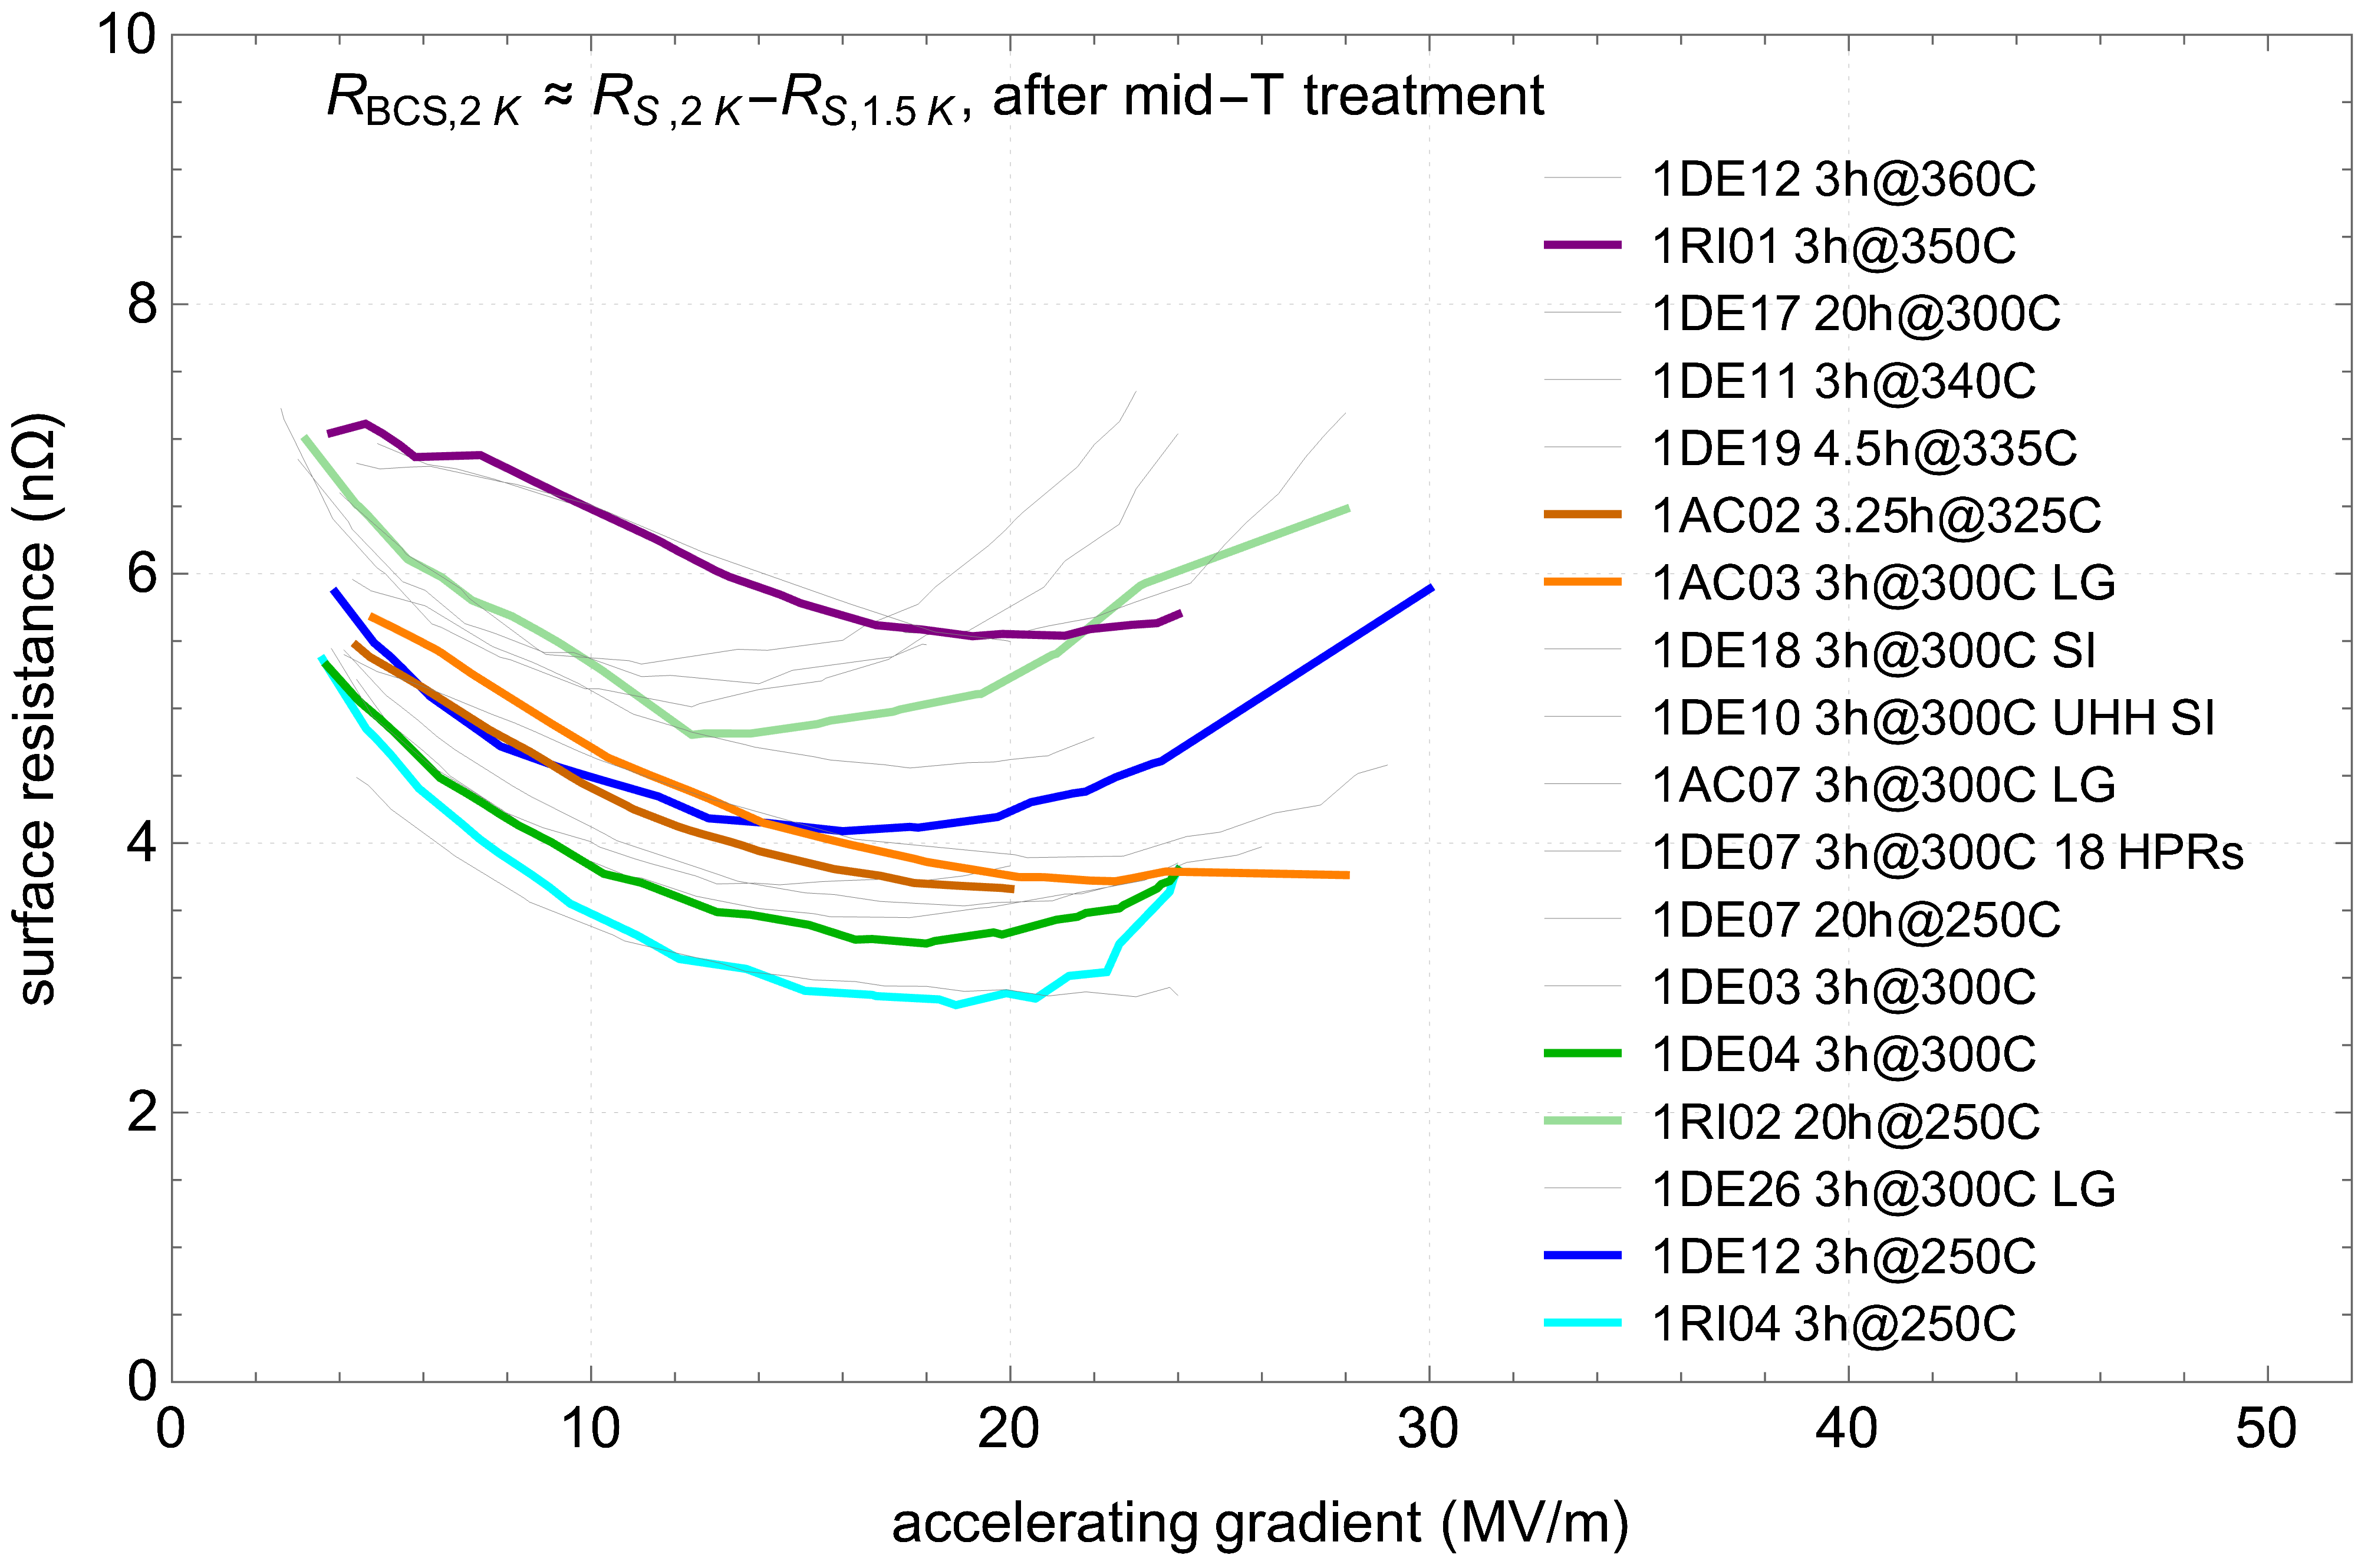 10
R_BCS,2 K ≈ R_S,2 K−R_S,1.5 K, after mid−T treatment
1DE12 3h@360C
1RI01 3h@350C
1DE17 20h@300C
1DE11 3h@340C
1DE19 4.5h@335C
1AC02 3.25h@325C
1AC03 3h@300C LG
1DE18 3h@300C SI
1DE10 3h@300C UHH SI
1AC07 3h@300C LG
1DE07 3h@300C 18 HPRs
1DE07 20h@250C
1DE03 3h@300C
1DE04 3h@300C
1RI02 20h@250C
1DE26 3h@300C LG
1DE12 3h@250C
1RI04 3h@250C
8
6
4
2
0
surface resistance (nΩ)
0 10 20 30 40 50
accelerating gradient (MV/m)